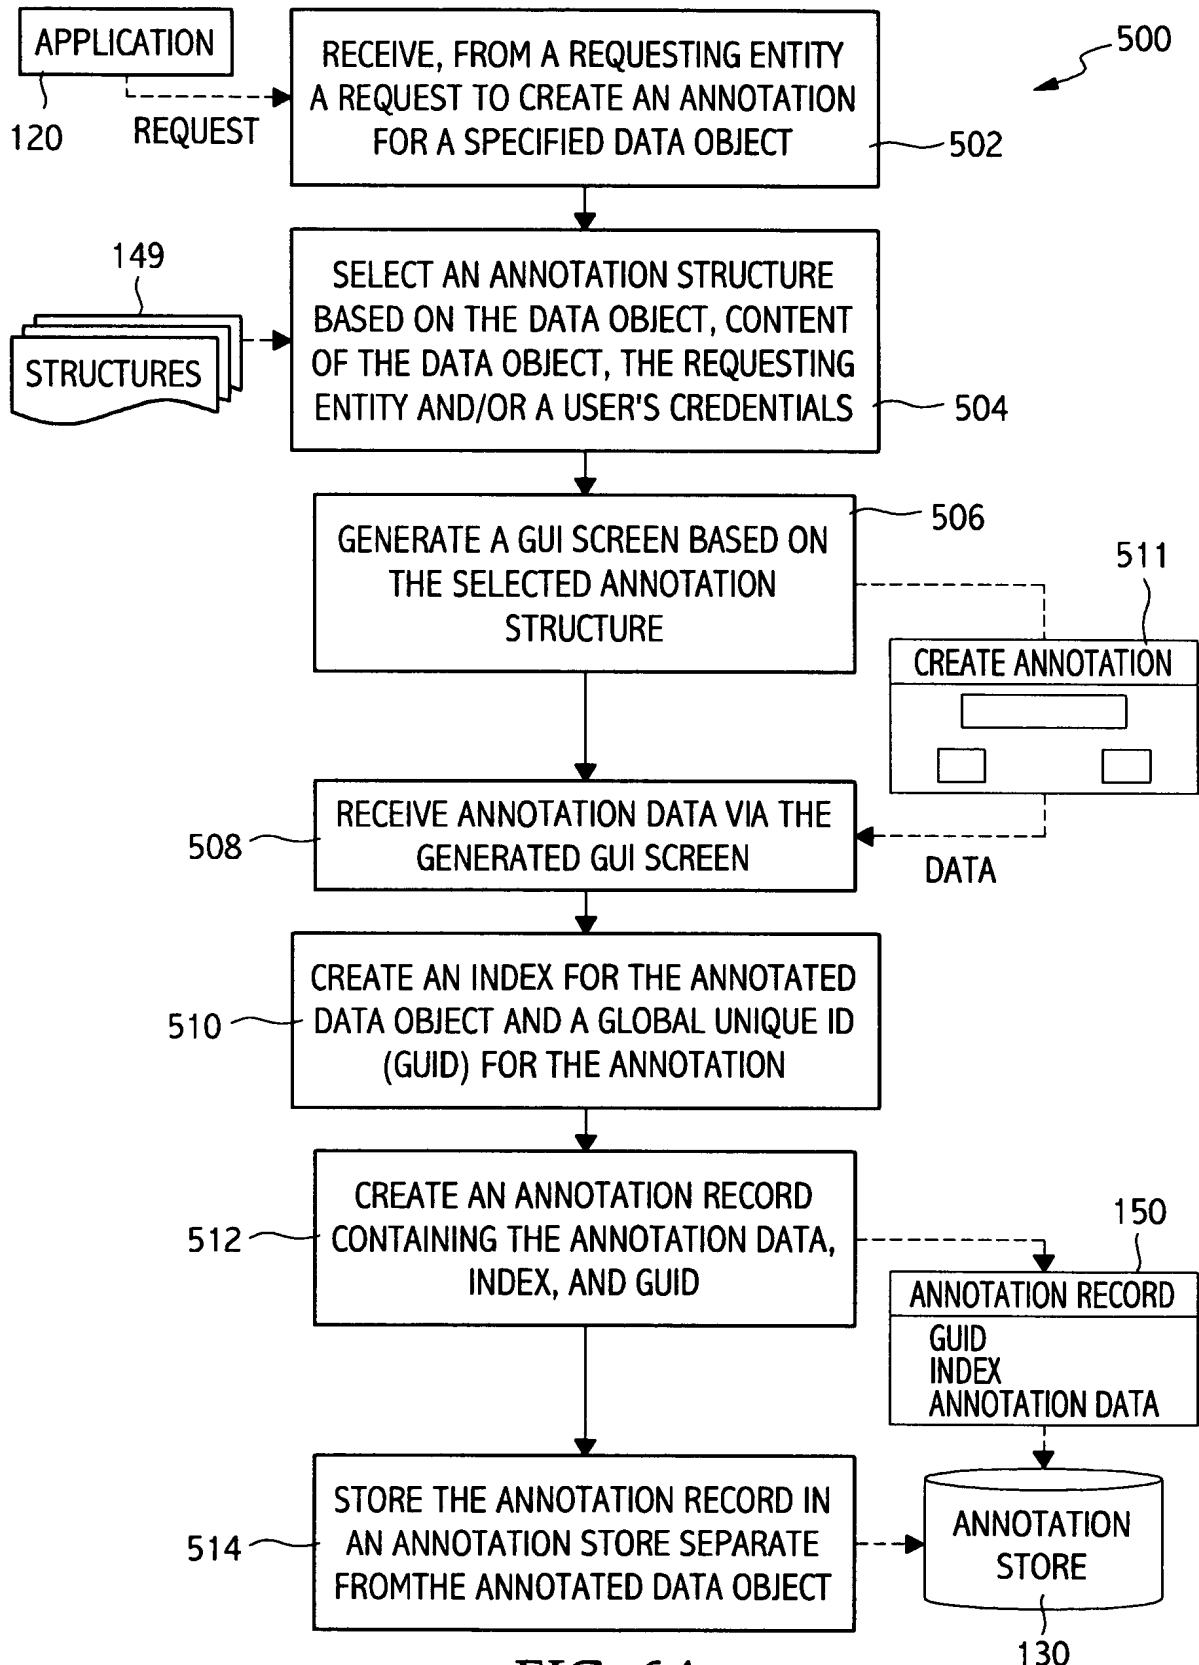 APPLICATION
120
REQUEST
RECEIVE, FROM A REQUESTING ENTITY
A REQUEST TO CREATE AN ANNOTATION
FOR A SPECIFIED DATA OBJECT
500
502
149
STRUCTURES
SELECT AN ANNOTATION STRUCTURE
BASED ON THE DATA OBJECT, CONTENT
OF THE DATA OBJECT, THE REQUESTING
ENTITY AND/OR A USER'S CREDENTIALS
504
GENERATE A GUI SCREEN BASED ON
THE SELECTED ANNOTATION
STRUCTURE
506
511
CREATE ANNOTATION
508
RECEIVE ANNOTATION DATA VIA THE
GENERATED GUI SCREEN
DATA
510
CREATE AN INDEX FOR THE ANNOTATED
DATA OBJECT AND A GLOBAL UNIQUE ID
(GUID) FOR THE ANNOTATION
512
CREATE AN ANNOTATION RECORD
CONTAINING THE ANNOTATION DATA,
INDEX, AND GUID
150
ANNOTATION RECORD
GUID
INDEX
ANNOTATION DATA
514
STORE THE ANNOTATION RECORD IN
AN ANNOTATION STORE SEPARATE
FROMTHE ANNOTATED DATA OBJECT
ANNOTATION
STORE
130